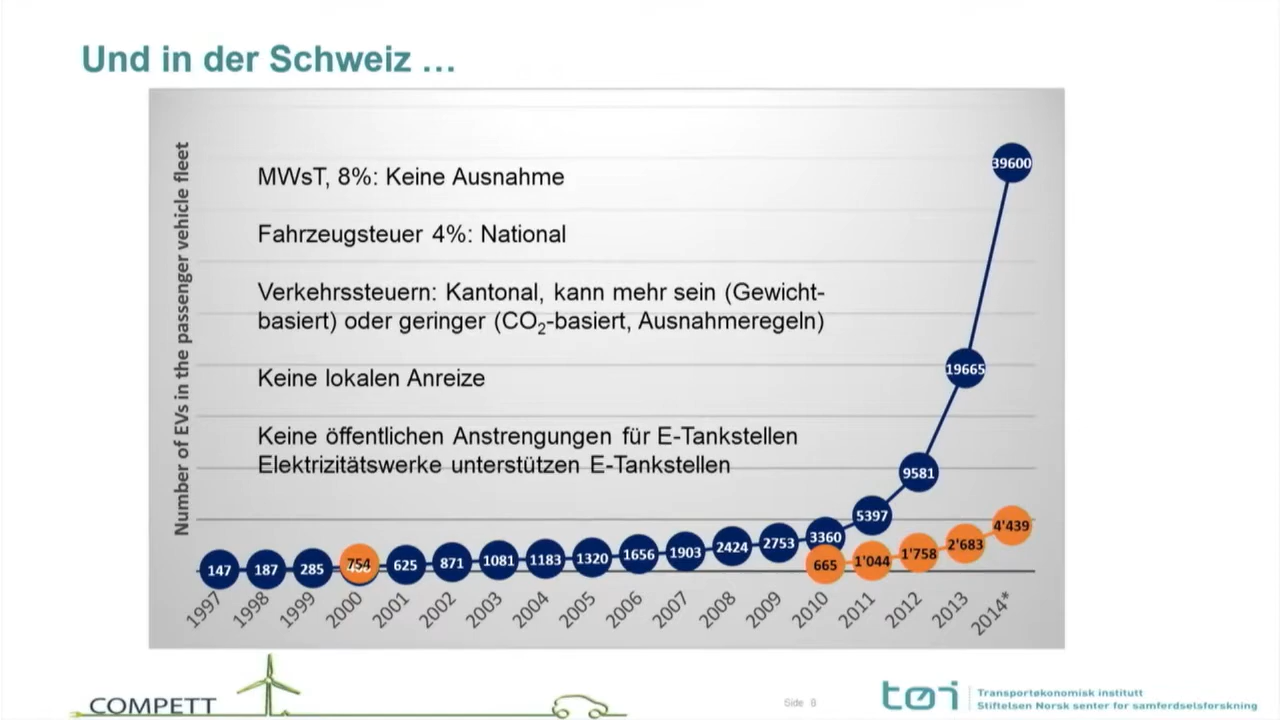 Und in der Schweiz …
Number of EVs in the passenger vehicle fleet
MWsT, 8%: Keine Ausnahme
Fahrzeugsteuer 4%: National
Verkehrssteuern: Kantonal, kann mehr sein (Gewicht-
basiert) oder geringer (CO₂-basiert, Ausnahmeregeln)
Keine lokalen Anreize
Keine öffentlichen Anstrengungen für E-Tankstellen
Elektrizitätswerke unterstützen E-Tankstellen
39600
19665
9581
5397
3360
2753
2424
1903
1656
1320
1183
1081
871
625
754
285
187
147
665
1'044
1'758
2'683
4'439
1997
1998
1999
2000
2001
2002
2003
2004
2005
2006
2007
2008
2009
2010
2011
2012
2013
2014*
COMPETT
Side
tøi
Transportøkonomisk institutt
Stiftelsen Norsk senter for samferdselsforskning